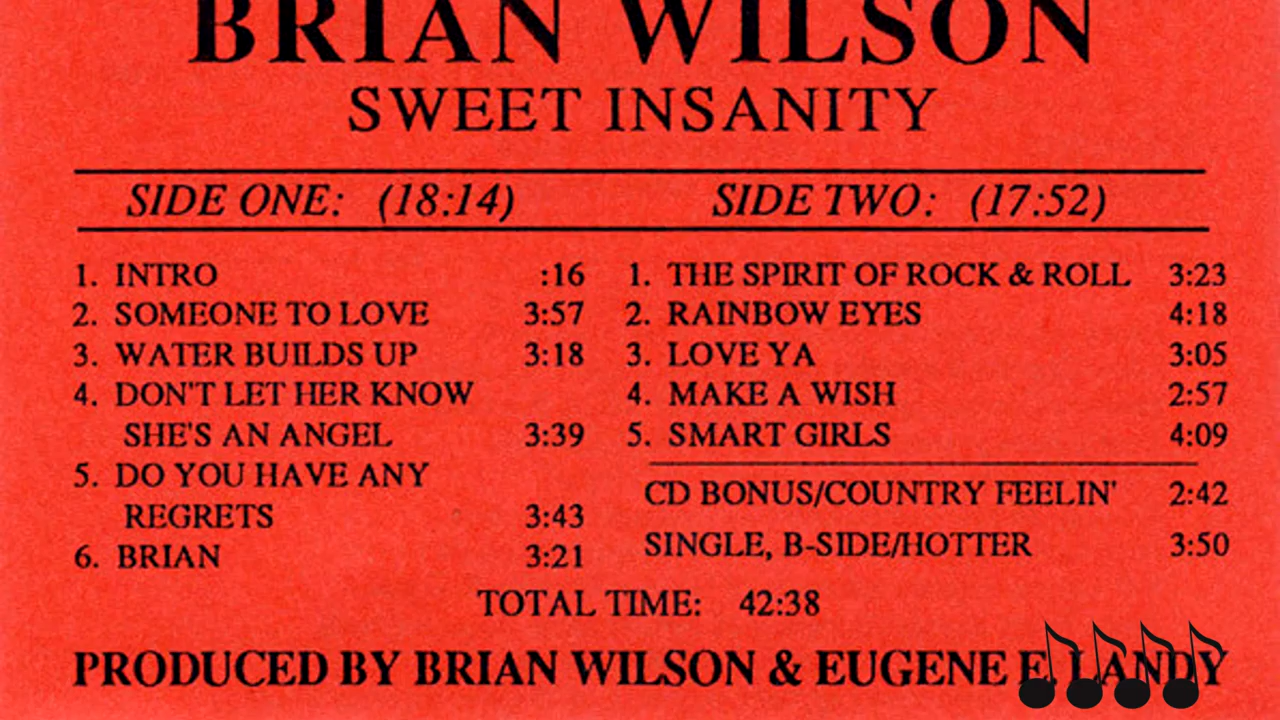 BRIAN WILSON
SWEET INSANITY
SIDE ONE: (18:14)
SIDE TWO: (17:52)
1. INTRO :16
2. SOMEONE TO LOVE 3:57
3. WATER BUILDS UP 3:18
4. DON'T LET HER KNOW
SHE'S AN ANGEL 3:39
5. DO YOU HAVE ANY
REGRETS 3:43
6. BRIAN 3:21
1. THE SPIRIT OF ROCK & ROLL 3:23
2. RAINBOW EYES 4:18
3. LOVE YA 3:05
4. MAKE A WISH 2:57
5. SMART GIRLS 4:09
CD BONUS/COUNTRY FEELIN' 2:42
SINGLE, B-SIDE/HOTTER 3:50
TOTAL TIME: 42:38
PRODUCED BY BRIAN WILSON & EUGENE E. LANDY